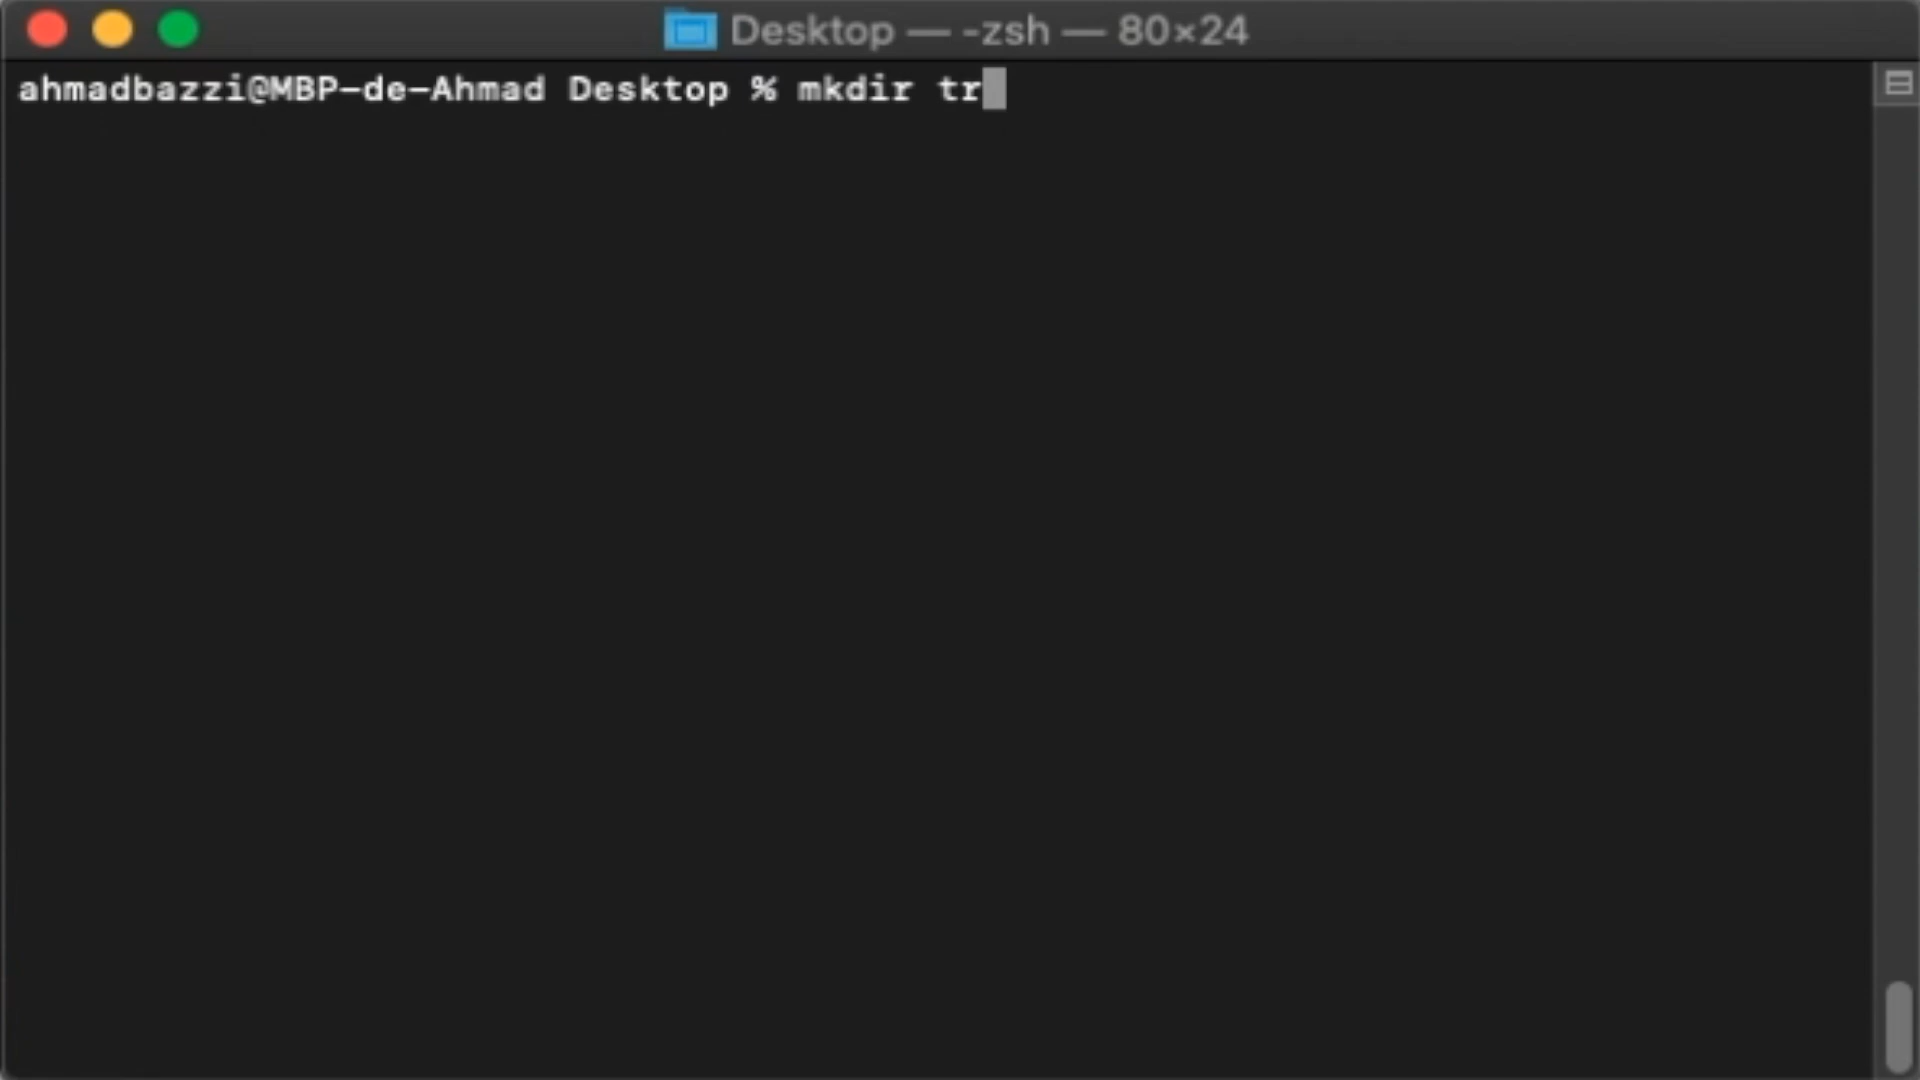 Desktop — -zsh — 80×24
ahmadbazzi@MBP-de-Ahmad Desktop % mkdir tr